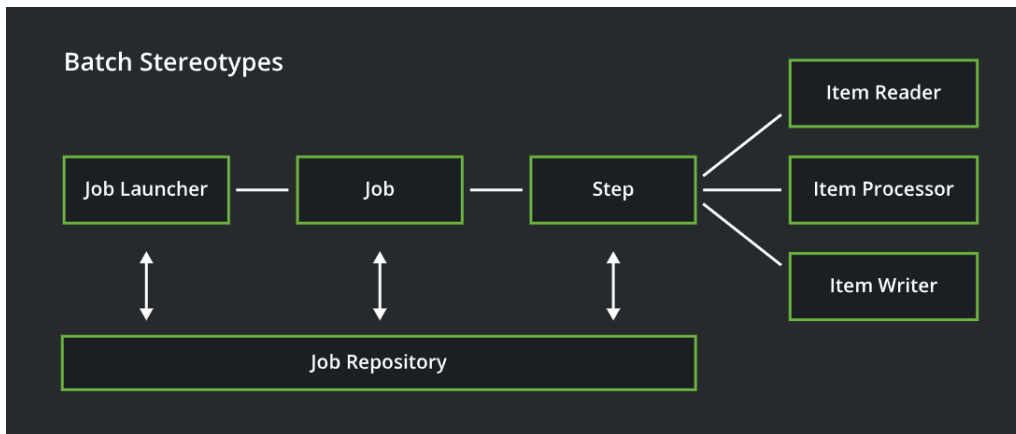 Batch Stereotypes
Item Reader
Job Launcher
Job
Step
Item Processor
Item Writer
Job Repository